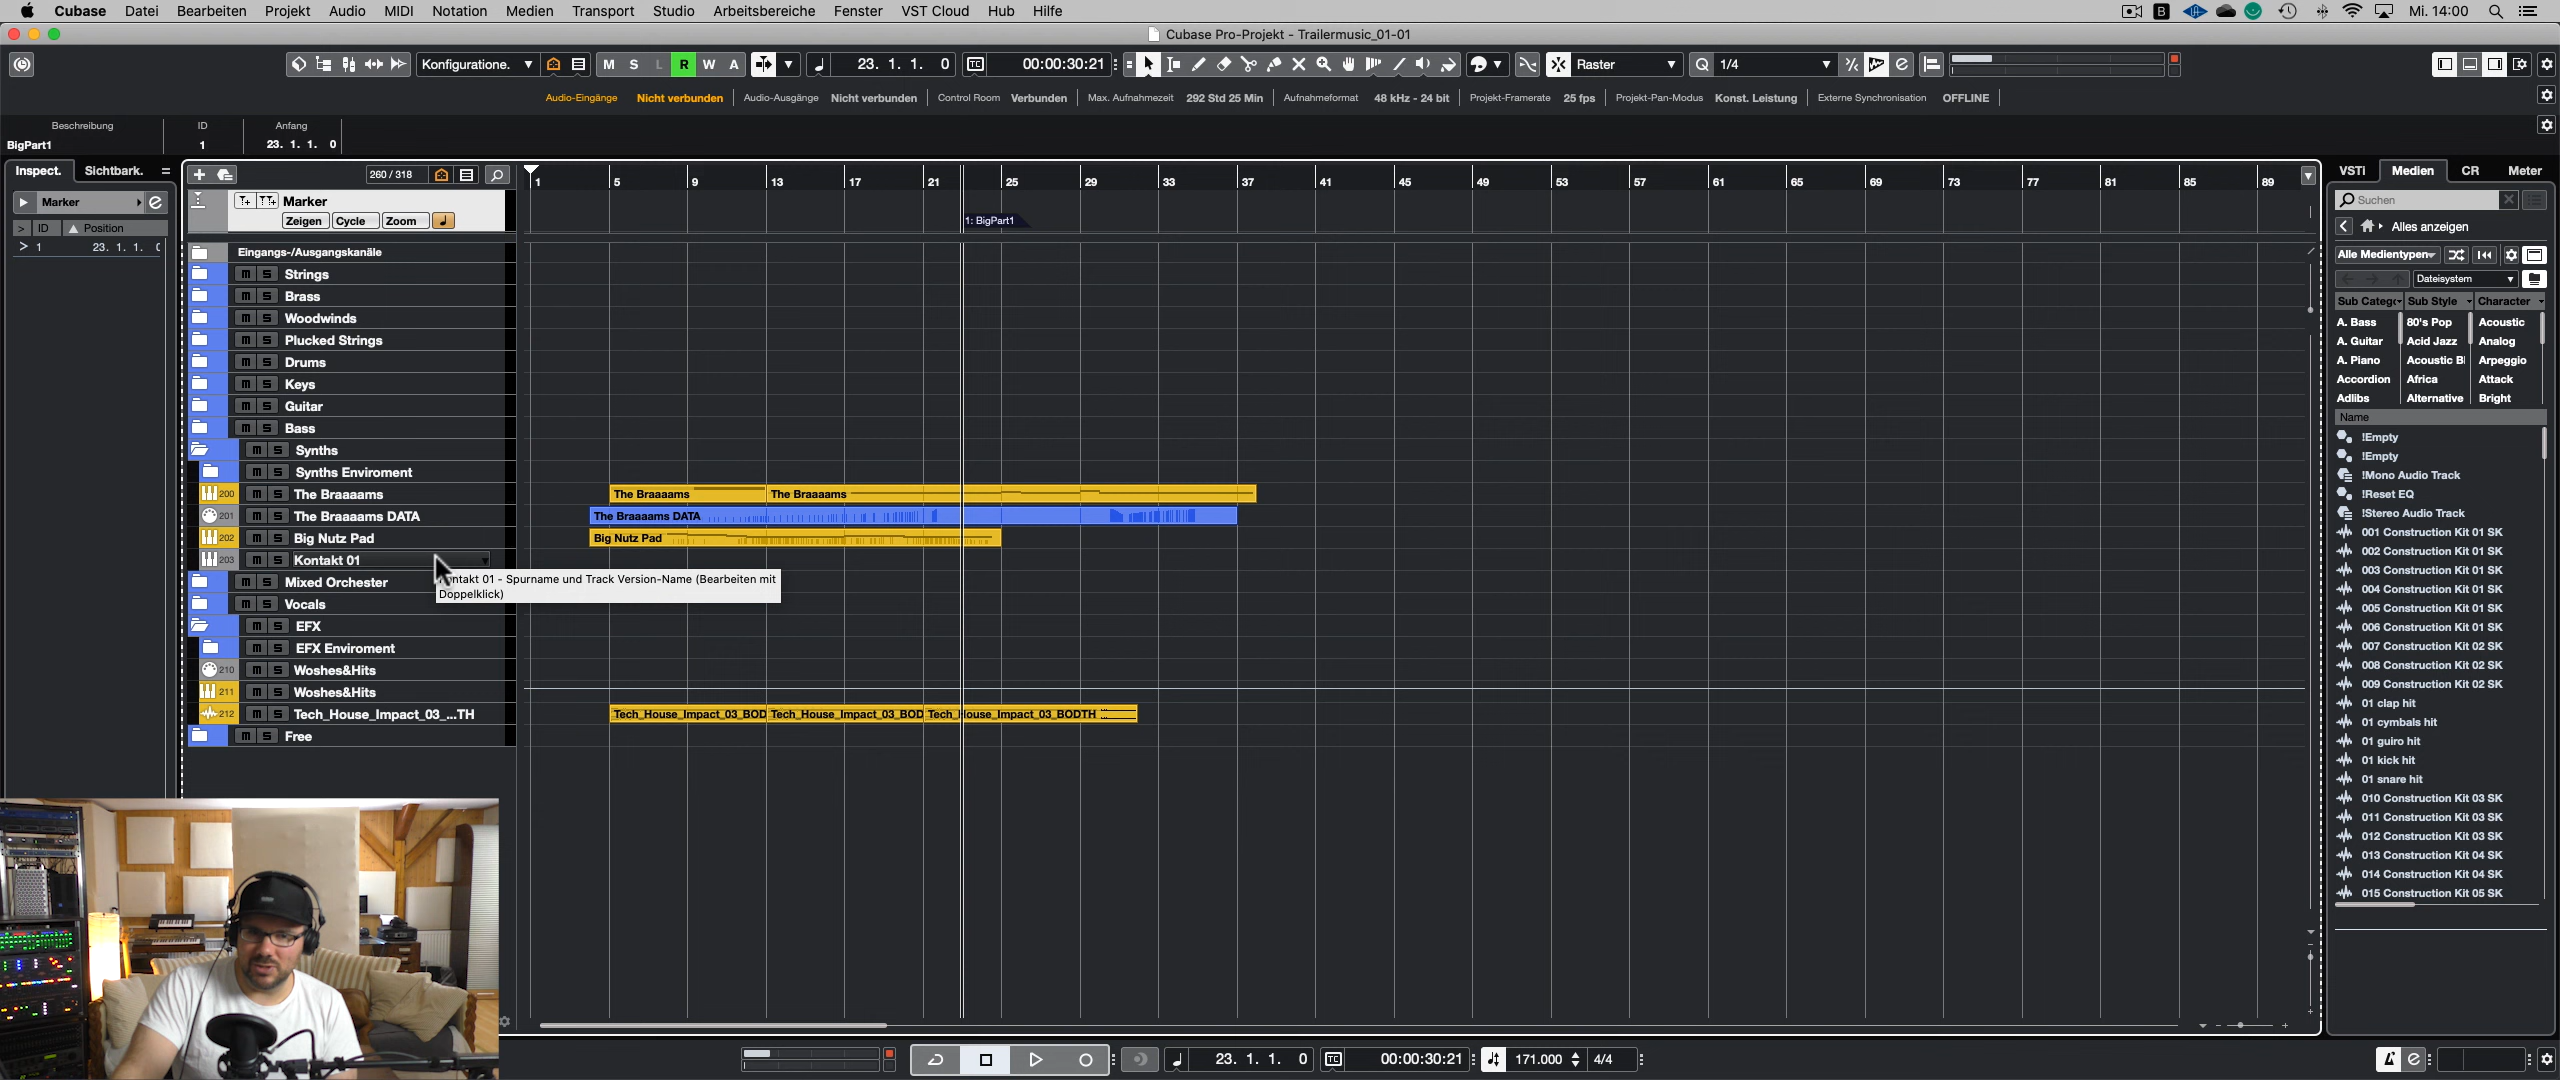 Cubase Datei Bearbeiten Projekt Audio MIDI Notation Medien Transport Studio Arbeitsbereiche Fenster VST Cloud Hub Hilfe Mi. 14:00
Cubase Pro-Projekt - Trailermusic_01-01
Konfiguratione. M S L R W A 23. 1. 1. 0 00:00:30:21 Raster Q 1/4
Audio-Eingänge Nicht verbunden Audio-Ausgänge Nicht verbunden Control Room Verbunden Max. Aufnahmezeit 292 Std 25 Min Aufnahmeformat 48 kHz - 24 bit Projekt-Framerate 25 fps Projekt-Pan-Modus Konst. Leistung Externe Synchronisation OFFLINE
Beschreibung ID Anfang
BigPart1 1 23. 1. 1. 0
Inspect. Sichtbark. 260 / 318
1 5 9 13 17 21 25 29 33 37 41 45 49 53 57 61 65 69 73 77 81 85 89
VSTi Medien CR Meter
Marker
> ID Position
> 1 23. 1. 1.
Marker
Zeigen Cycle Zoom
1: BigPart1
Eingangs-/Ausgangskanäle
m S Strings
m S Brass
m S Woodwinds
m S Plucked Strings
m S Drums
m S Keys
m S Guitar
m S Bass
m S Synths
m S Synths Enviroment
200 m S The Braaaams The Braaaams The Braaaams
201 m S The Braaaams DATA The Braaaams DATA
202 m S Big Nutz Pad Big Nutz Pad
203 m S Kontakt 01
ntakt 01 - Spurname und Track Version-Name (Bearbeiten mit
Doppelklick)
m S Mixed Orchester
m S Vocals
m S EFX
m S EFX Enviroment
210 m S Woshes&Hits
211 m S Woshes&Hits
212 m S Tech_House_Impact_03_...TH Tech_House_Impact_03_BOD Tech_House_Impact_03_BOD Tech_House_Impact_03_BODTH
m S Free
Suchen
Alles anzeigen
Alle Medientypen
Dateisystem
Sub Catego Sub Style Character
A. Bass 80's Pop Acoustic
A. Guitar Acid Jazz Analog
A. Piano Acoustic Bl Arpeggio
Accordion Africa Attack
Adlibs Alternative Bright
Name
!Empty
!Empty
!Mono Audio Track
!Reset EQ
!Stereo Audio Track
001 Construction Kit 01 SK
002 Construction Kit 01 SK
003 Construction Kit 01 SK
004 Construction Kit 01 SK
005 Construction Kit 01 SK
006 Construction Kit 01 SK
007 Construction Kit 02 SK
008 Construction Kit 02 SK
009 Construction Kit 02 SK
01 clap hit
01 cymbals hit
01 guiro hit
01 kick hit
01 snare hit
010 Construction Kit 03 SK
011 Construction Kit 03 SK
012 Construction Kit 03 SK
013 Construction Kit 04 SK
014 Construction Kit 04 SK
015 Construction Kit 05 SK
23. 1. 1. 0 00:00:30:21 171.000 4/4